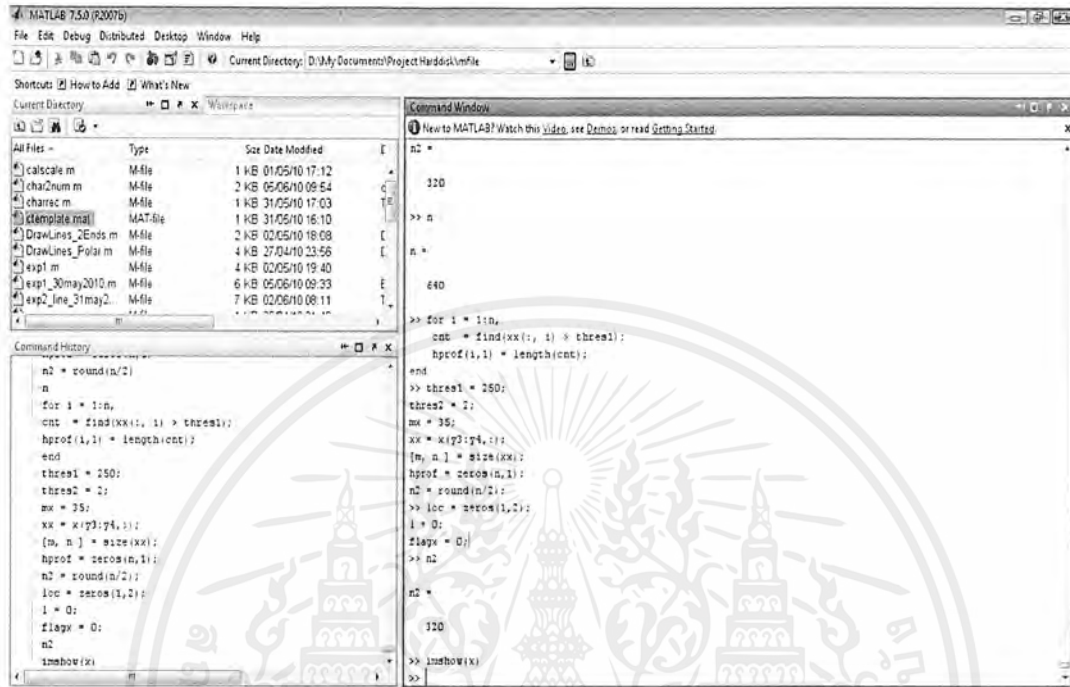 MATLAB 7.5.0 (R2007b)
File Edit Debug Distributed Desktop Window Help
Current Directory: D:\My Documents\Project Harddisk\mfile
Shortcuts How to Add What's New
Current Directory Workspace
All Files Type Size Date Modified
calscale.m M-file 1 KB 01/05/10 17:12
char2num.m M-file 2 KB 05/06/10 09:54
charrec.m M-file 1 KB 31/05/10 17:03
ctemplate.mat MAT-file 1 KB 31/05/10 16:10
DrawLines_2Ends.m M-file 2 KB 02/05/10 18:08
DrawLines_Polar.m M-file 4 KB 27/04/10 23:56
exp1.m M-file 4 KB 02/05/10 19:40
exp1_30may2010.m M-file 6 KB 05/06/10 09:33
exp2_line_31may2... M-file 7 KB 02/06/10 08:11
Command History
n2 = round(n/2)
n
for i = 1:n,
cnt = find(xx(:, i) > thres1);
hprof(i,1) = length(cnt);
end
thres1 = 250;
thres2 = 2;
mx = 35;
xx = x(y3:y4,:);
[m, n ] = size(xx);
hprof = zeros(n,1);
n2 = round(n/2);
loc = zeros(1,2);
l = 0;
flagx = 0;
n2
imshow(x)
Command Window
New to MATLAB? Watch this Video, see Demos, or read Getting Started.
n2 =
320
>> n
n =
640
>> for i = 1:n,
cnt = find(xx(:, i) > thres1);
hprof(i,1) = length(cnt);
end
>> thres1 = 250;
thres2 = 2;
mx = 35;
xx = x(y3:y4,:);
[m, n ] = size(xx);
hprof = zeros(n,1);
n2 = round(n/2);
>> loc = zeros(1,2);
l = 0;
flagx = 0;
>> n2
n2 =
320
>> imshow(x)
>>